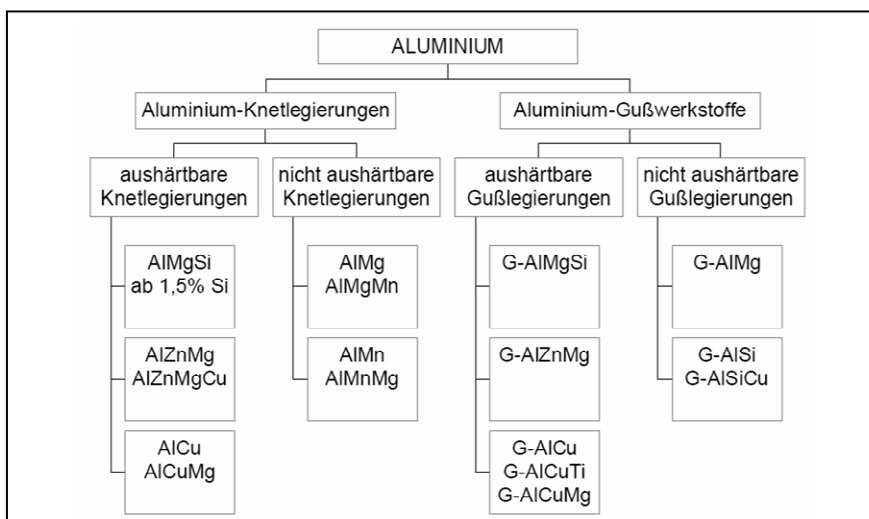 ALUMINIUM
Aluminium-Knetlegierungen
Aluminium-Gußwerkstoffe
aushärtbare
Knetlegierungen
nicht aushärtbare
Knetlegierungen
aushärtbare
Gußlegierungen
nicht aushärtbare
Gußlegierungen
AlMgSi
ab 1,5% Si
AlMg
AlMgMn
G-AlMgSi
G-AlMg
AlZnMg
AlZnMgCu
AlMn
AlMnMg
G-AlZnMg
G-AlSi
G-AlSiCu
AlCu
AlCuMg
G-AlCu
G-AlCuTi
G-AlCuMg